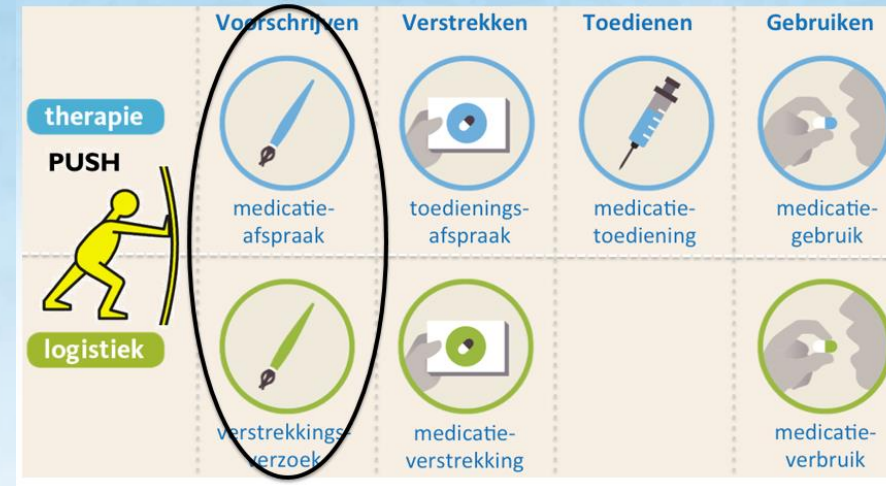 Voorschrijven Verstrekken Toedienen Gebruiken
therapie
PUSH
medicatie- toedienings- medicatie- medicatie-
afspraak afspraak toediening gebruik
logistiek
verstrekkings- medicatie- medicatie-
verzoek verstrekking verbruik